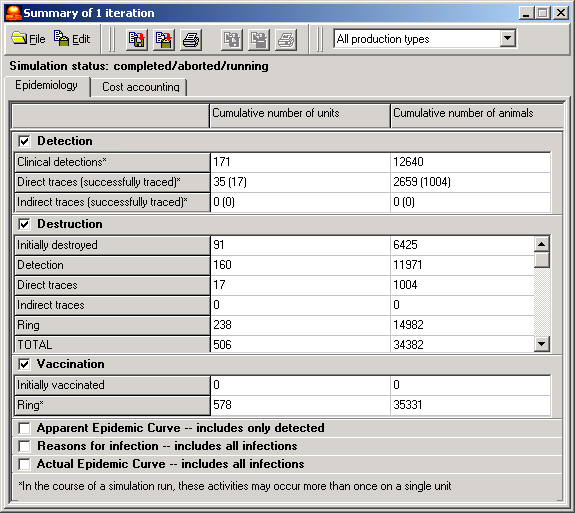 Summary of 1 iteration
File Edit All production types
Simulation status: completed/aborted/running
Epidemiology Cost accounting
Cumulative number of units Cumulative number of animals
Detection
Clinical detections* 171 12640
Direct traces (successfully traced)* 35 (17) 2659 (1004)
Indirect traces (successfully traced)* 0 (0) 0 (0)
Destruction
Initially destroyed 91 6425
Detection 160 11971
Direct traces 17 1004
Indirect traces 0 0
Ring 238 14982
TOTAL 506 34382
Vaccination
Initially vaccinated 0 0
Ring* 578 35331
Apparent Epidemic Curve -- includes only detected
Reasons for infection -- includes all infections
Actual Epidemic Curve -- includes all infections
*In the course of a simulation run, these activities may occur more than once on a single unit